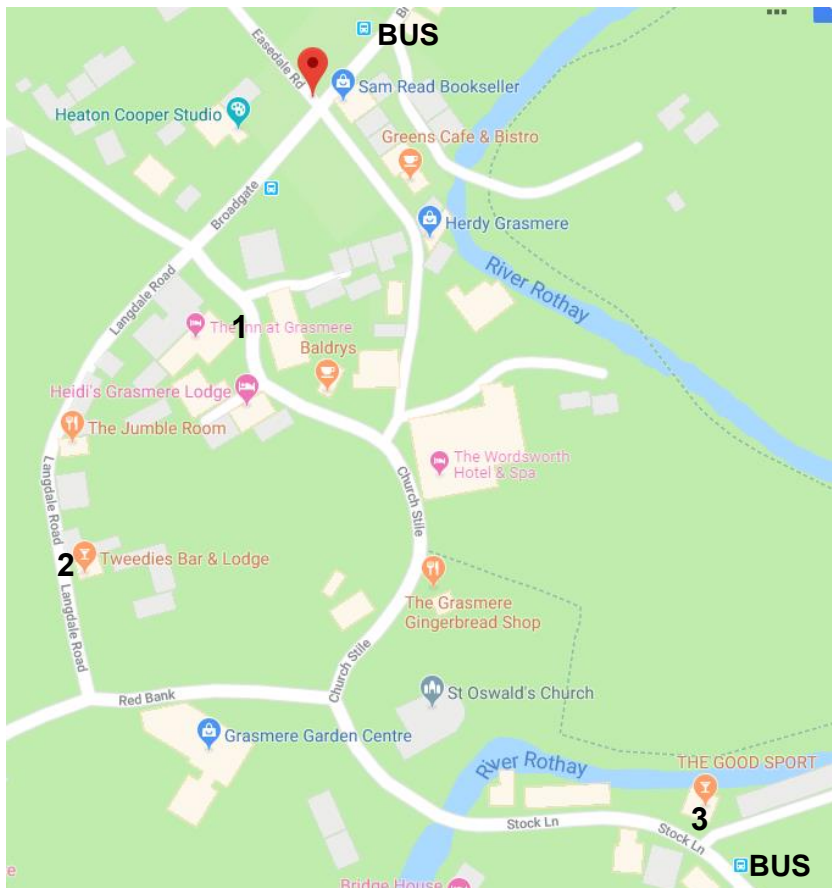 BUS
Easedale Rd
Sam Read Bookseller
Heaton Cooper Studio
Greens Cafe & Bistro
Broadgate
Herdy Grasmere
River Rothay
Langdale Road
1
The Inn at Grasmere
Baldrys
Heidi's Grasmere Lodge
The Jumble Room
The Wordsworth
Hotel & Spa
Langdale Road
Church Stile
2
Tweedies Bar & Lodge
Langdale Road
The Grasmere
Gingerbread Shop
Church Stile
Red Bank
St Oswald's Church
Grasmere Garden Centre
River Rothay
THE GOOD SPORT
3
Stock Ln
Stock Ln
BUS
Bridge House